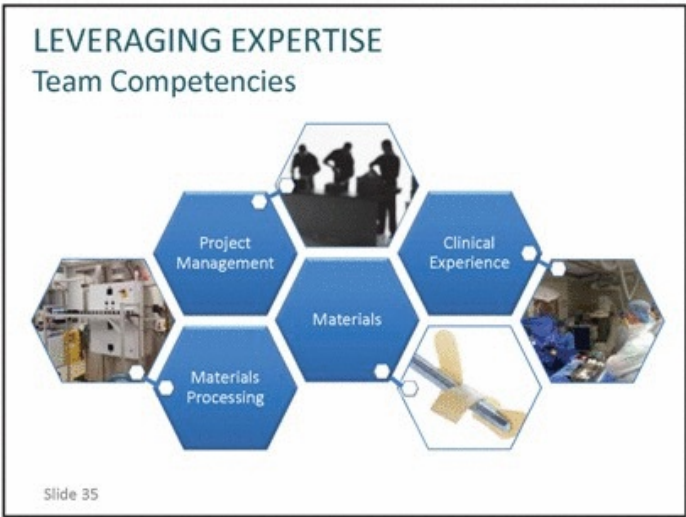 LEVERAGING EXPERTISE
Team Competencies
Project
Management
Clinical
Experience
Materials
Materials
Processing
Slide 35